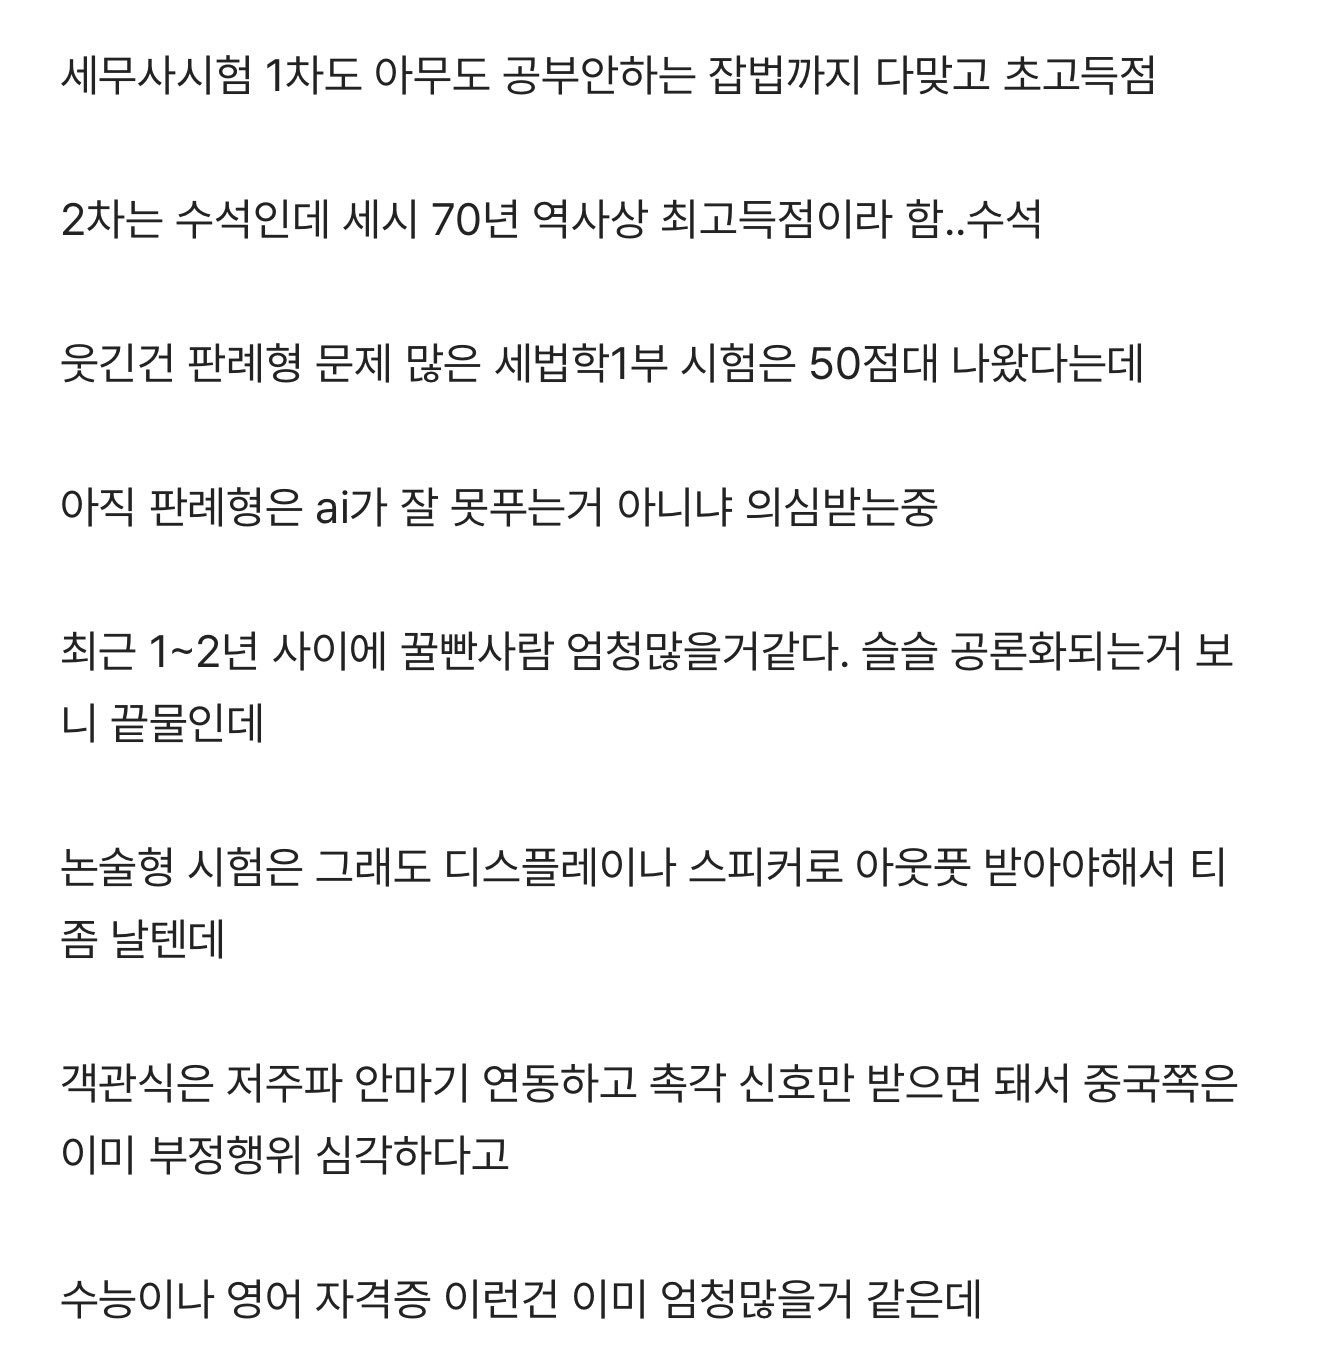 세무사시험 1차도 아무도 공부안하는 잡법까지 다맞고 초고득점
2차는 수석인데 세시 70년 역사상 최고득점이라 함..수석
웃긴건 판례형 문제 많은 세법학1부 시험은 50점대 나왔다는데
아직 판례형은 ai가 잘 못푸는거 아니냐 의심받는중
최근 1~2년 사이에 꿀빤사람 엄청많을거같다. 슬슬 공론화되는거 보
니 끝물인데
논술형 시험은 그래도 디스플레이나 스피커로 아웃풋 받아야해서 티
좀 날텐데
객관식은 저주파 안마기 연동하고 촉각 신호만 받으면 돼서 중국쪽은
이미 부정행위 심각하다고
수능이나 영어 자격증 이런건 이미 엄청많을거 같은데